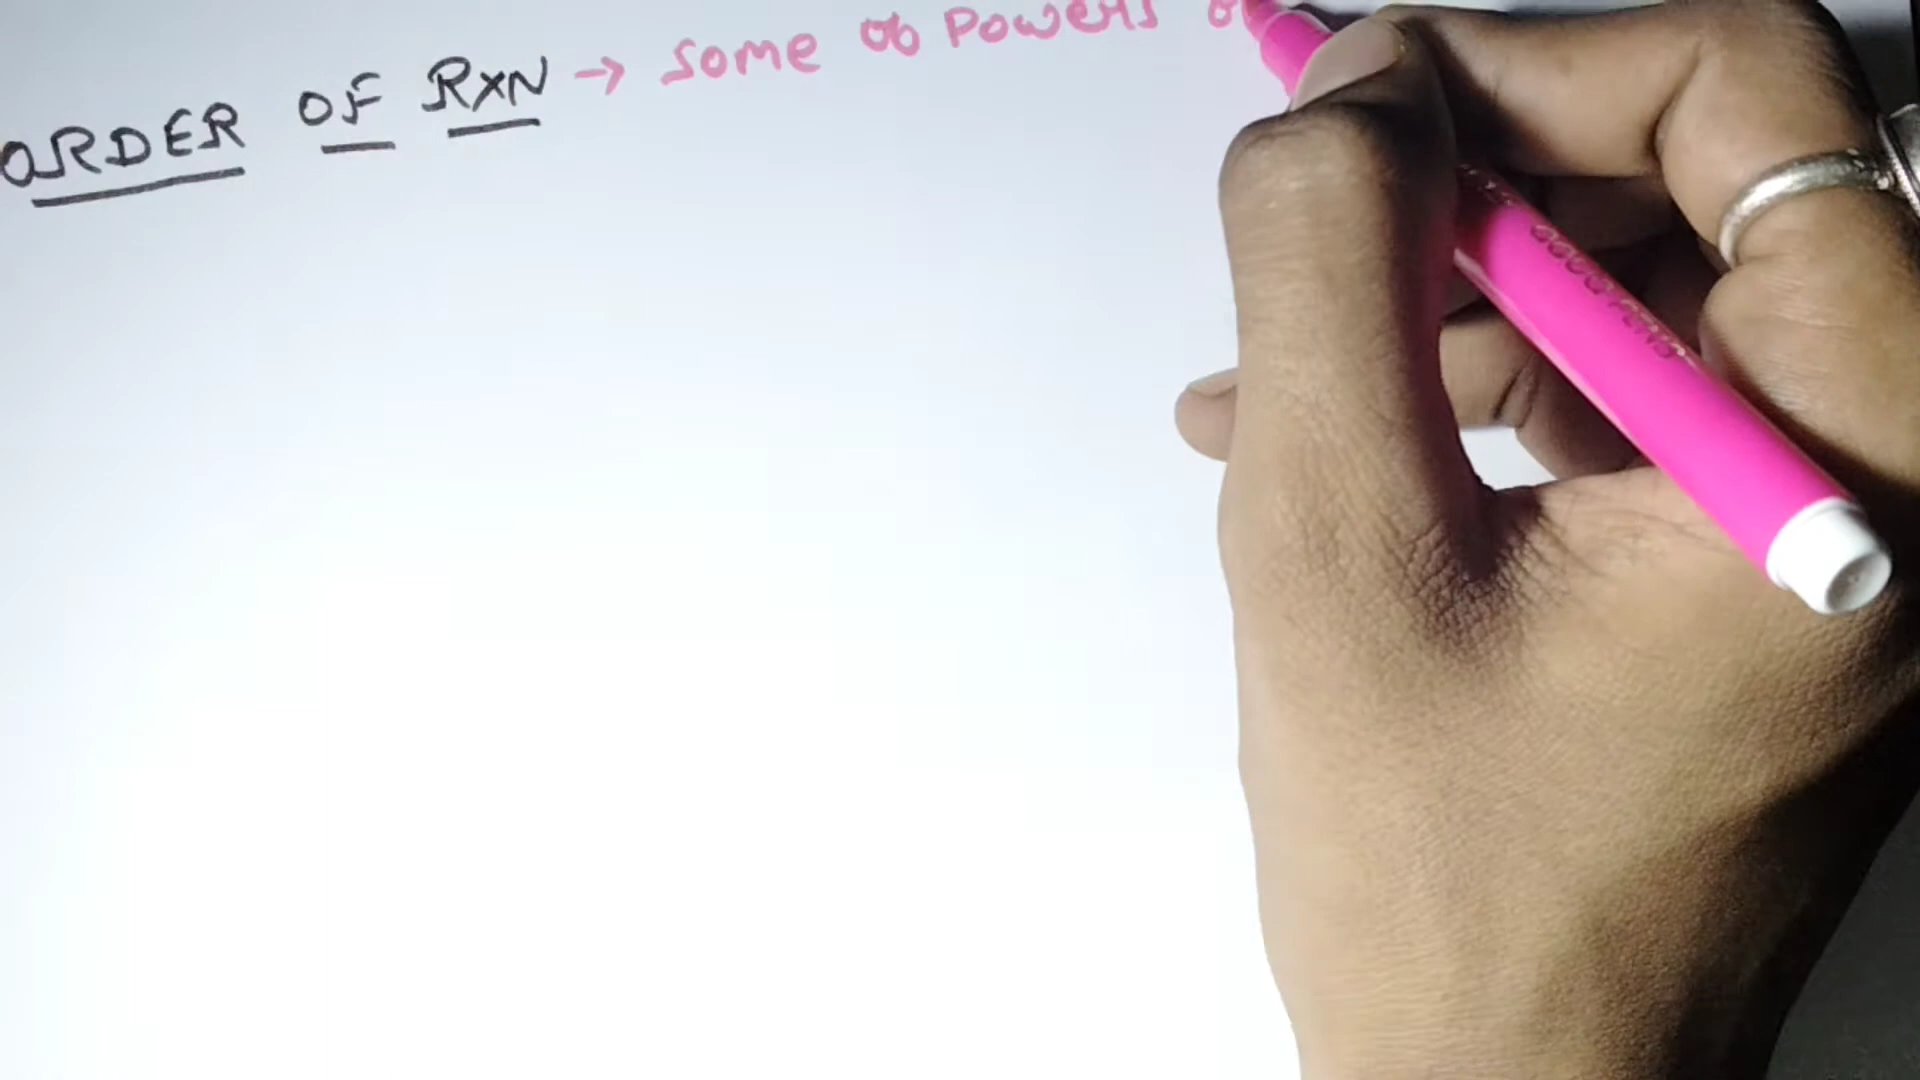 ORDER OF RXN → Some of Powers